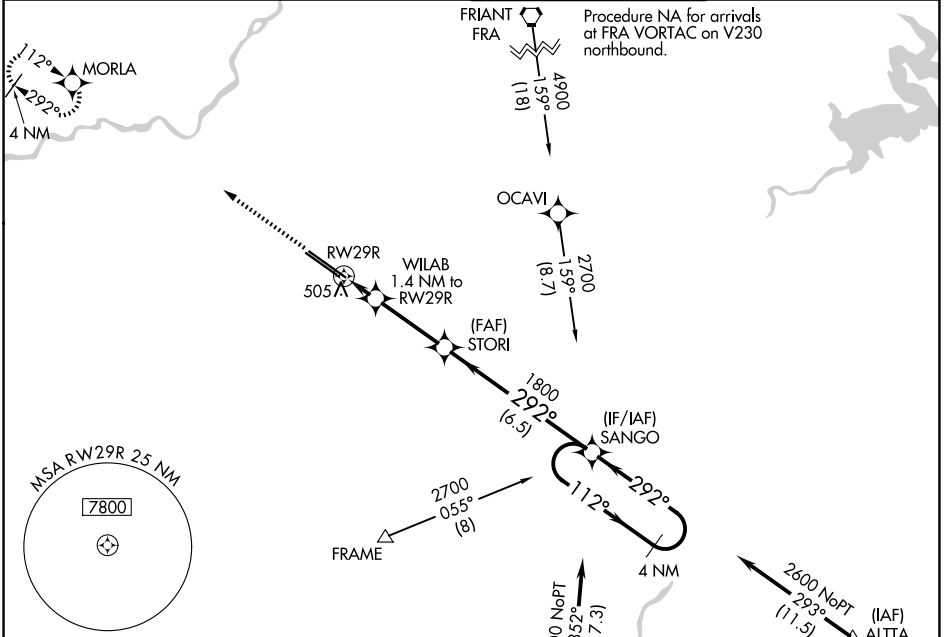 FRIANT
FRA
Procedure NA for arrivals
at FRA VORTAC on V230
northbound.
112°
MORLA
292°
4 NM
4900
159°
(18)
OCAVI
2700
159°
(8.7)
RW29R
505
WILAB
1.4 NM to
RW29R
(FAF)
STORI
1800
292°
(6.5)
(IF/IAF)
SANGO
292°
112°
4 NM
MSA RW29R 25 NM
7800
2700
055°
(8)
FRAME
NoPT
2600 NoPT
293°
(11.5)
(IAF)